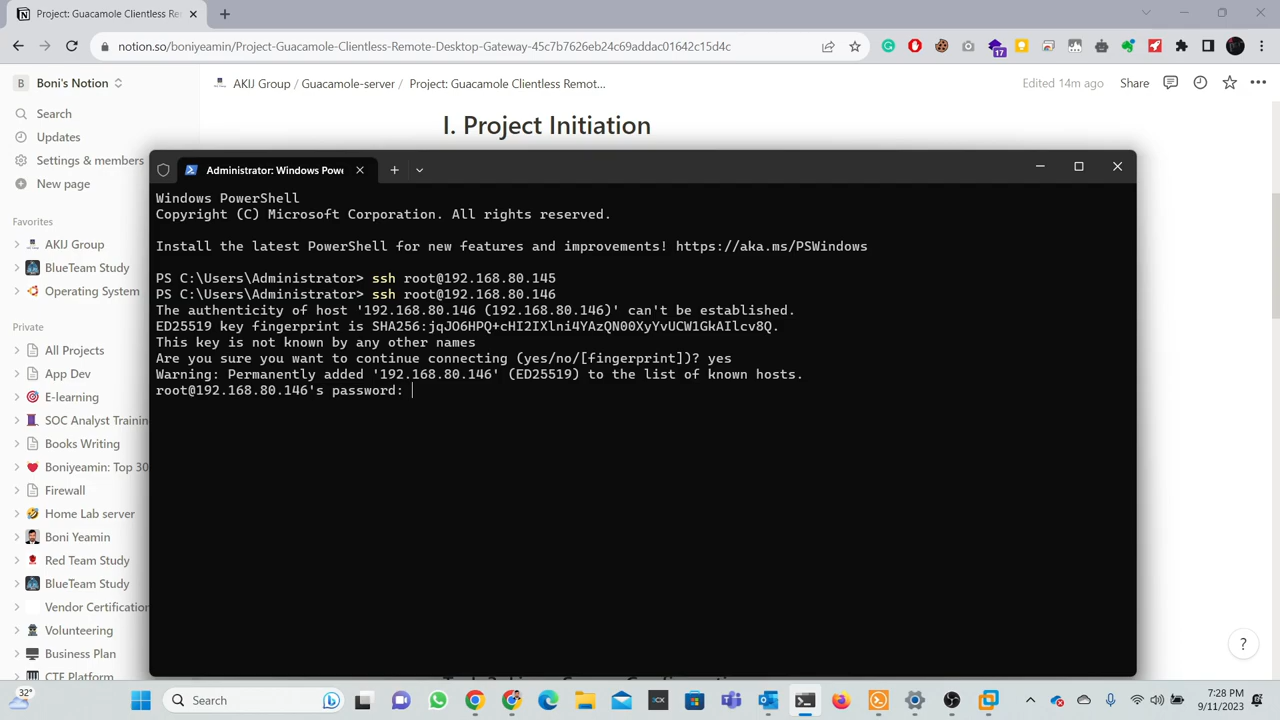 Project: Guacamole Clientless Re
notion.so/boniyeamin/Project-Guacamole-Clientless-Remote-Desktop-Gateway-45c7b7626eb24c69addac01642c15d4c
17
B Boni's Notion
AKIJ Group / Guacamole-server / Project: Guacamole Clientless Remot...
Edited 14m ago
Share
Search
Updates
Settings & members
New page
Favorites
AKIJ Group
BlueTeam Study
Operating System
Private
All Projects
App Dev
E-learning
SOC Analyst Training
Books Writing
Boniyeamin: Top 30
Firewall
Home Lab server
Boni Yeamin
Red Team Study
BlueTeam Study
Vendor Certification
Volunteering
Business Plan
CTF Platform
I. Project Initiation
Administrator: Windows Powe
Windows PowerShell
Copyright (C) Microsoft Corporation. All rights reserved.
Install the latest PowerShell for new features and improvements! https://aka.ms/PSWindows
PS C:\Users\Administrator> ssh root@192.168.80.145
PS C:\Users\Administrator> ssh root@192.168.80.146
The authenticity of host '192.168.80.146 (192.168.80.146)' can't be established.
ED25519 key fingerprint is SHA256:jqJO6HPQ+cHI2IXlni4YAzQN00XyYvUCW1GkAIlcv8Q.
This key is not known by any other names
Are you sure you want to continue connecting (yes/no/[fingerprint])? yes
Warning: Permanently added '192.168.80.146' (ED25519) to the list of known hosts.
root@192.168.80.146's password:
?
32°
Search
7:28 PM
9/11/2023